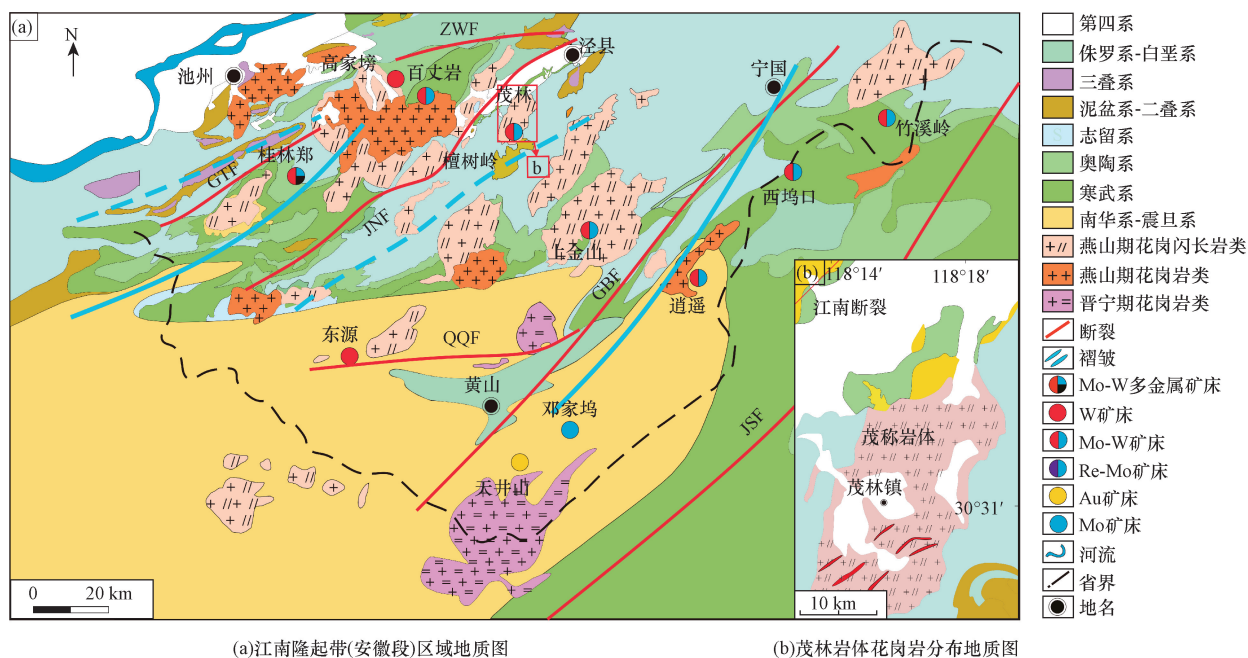 (a)
N
ZWF
泾县
高家塝
百丈岩
池州
宁国
茂林
竹溪岭
桂林郑
GTF
檀树岭
b
西坞口
JNF
上金山
GBF
逍遥
东源
QQF
黄山
邓家坞
JSF
天井山
0 20 km
(b)
118°14′ 118°18′
江南断裂
茂称岩体
茂林镇
30°31′
10 km
第四系
侏罗系-白垩系
三叠系
泥盆系-二叠系
志留系
奥陶系
寒武系
南华系-震旦系
燕山期花岗闪长岩类
燕山期花岗岩类
晋宁期花岗岩类
断裂
褶皱
Mo-W多金属矿床
W矿床
Mo-W矿床
Re-Mo矿床
Au矿床
Mo矿床
河流
省界
地名
(a)江南隆起带(安徽段)区域地质图 (b)茂林岩体花岗岩分布地质图